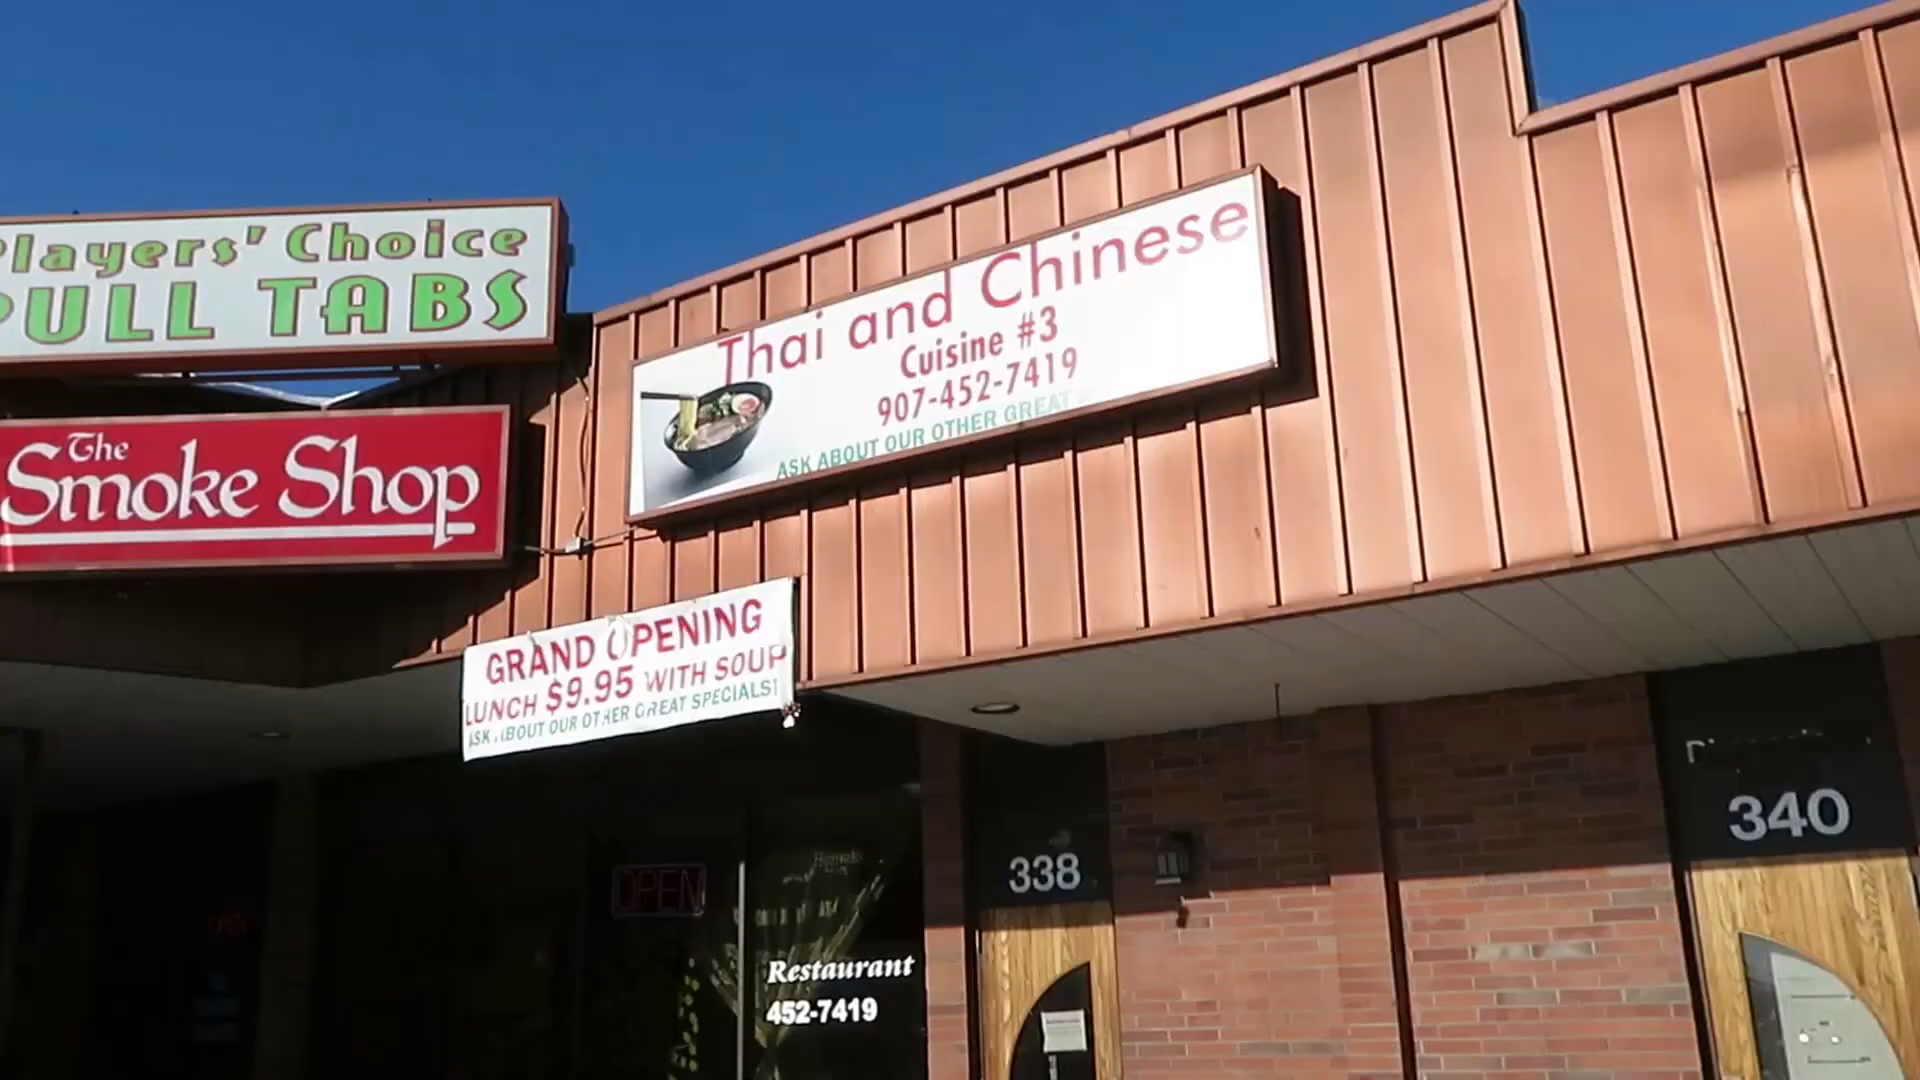 Players' Choice
PULL TABS
The
Smoke Shop
Thai and Chinese
Cuisine #3
907-452-7419
ASK ABOUT OUR OTHER GREAT
GRAND OPENING
LUNCH $9.95 WITH SOUP
ASK ABOUT OUR OTHER GREAT SPECIALS!
OPEN
338
340
Restaurant
452-7419